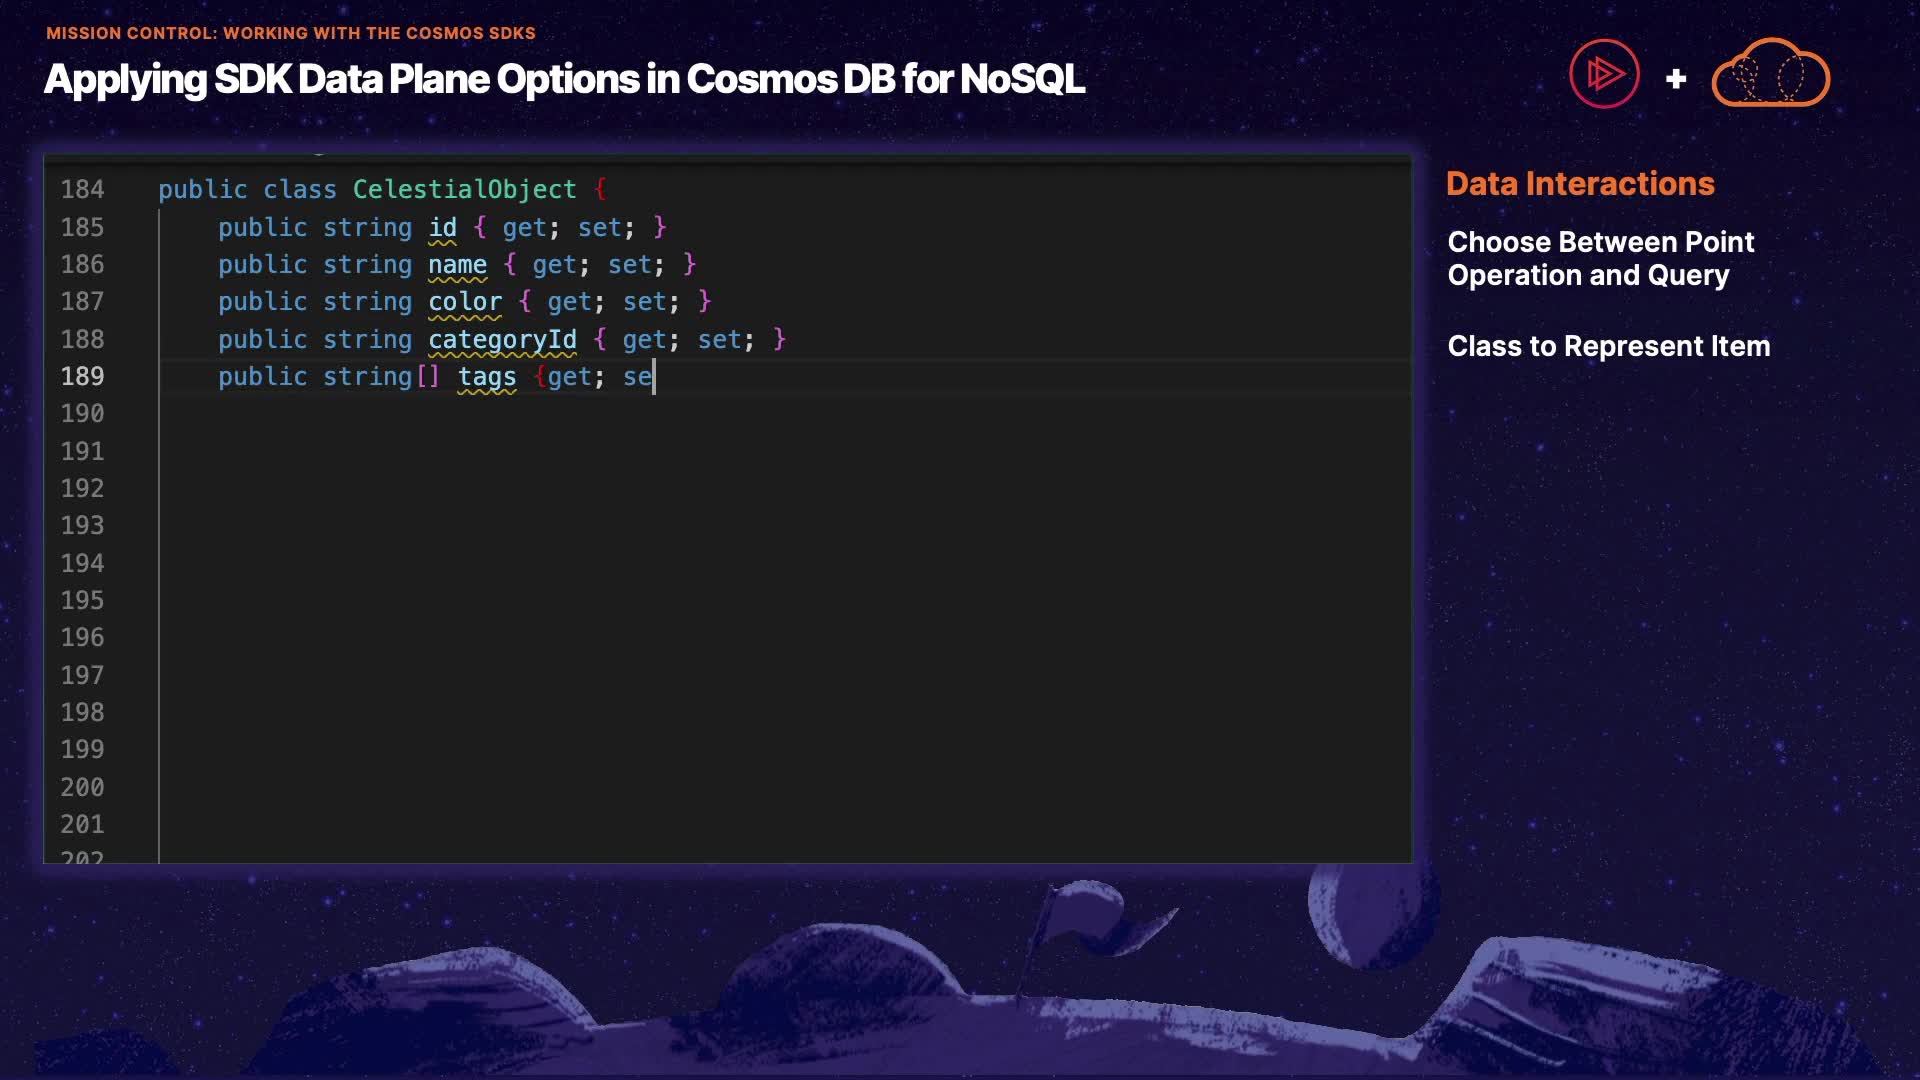 MISSION CONTROL: WORKING WITH THE COSMOS SDKS
Applying SDK Data Plane Options in Cosmos DB for NoSQL
+
184 public class CelestialObject {
185 public string id { get; set; }
186 public string name { get; set; }
187 public string color { get; set; }
188 public string categoryId { get; set; }
189 public string[] tags {get; se
190
191
192
193
194
195
196
197
198
199
200
201
202
Data Interactions
Choose Between Point
Operation and Query
Class to Represent Item